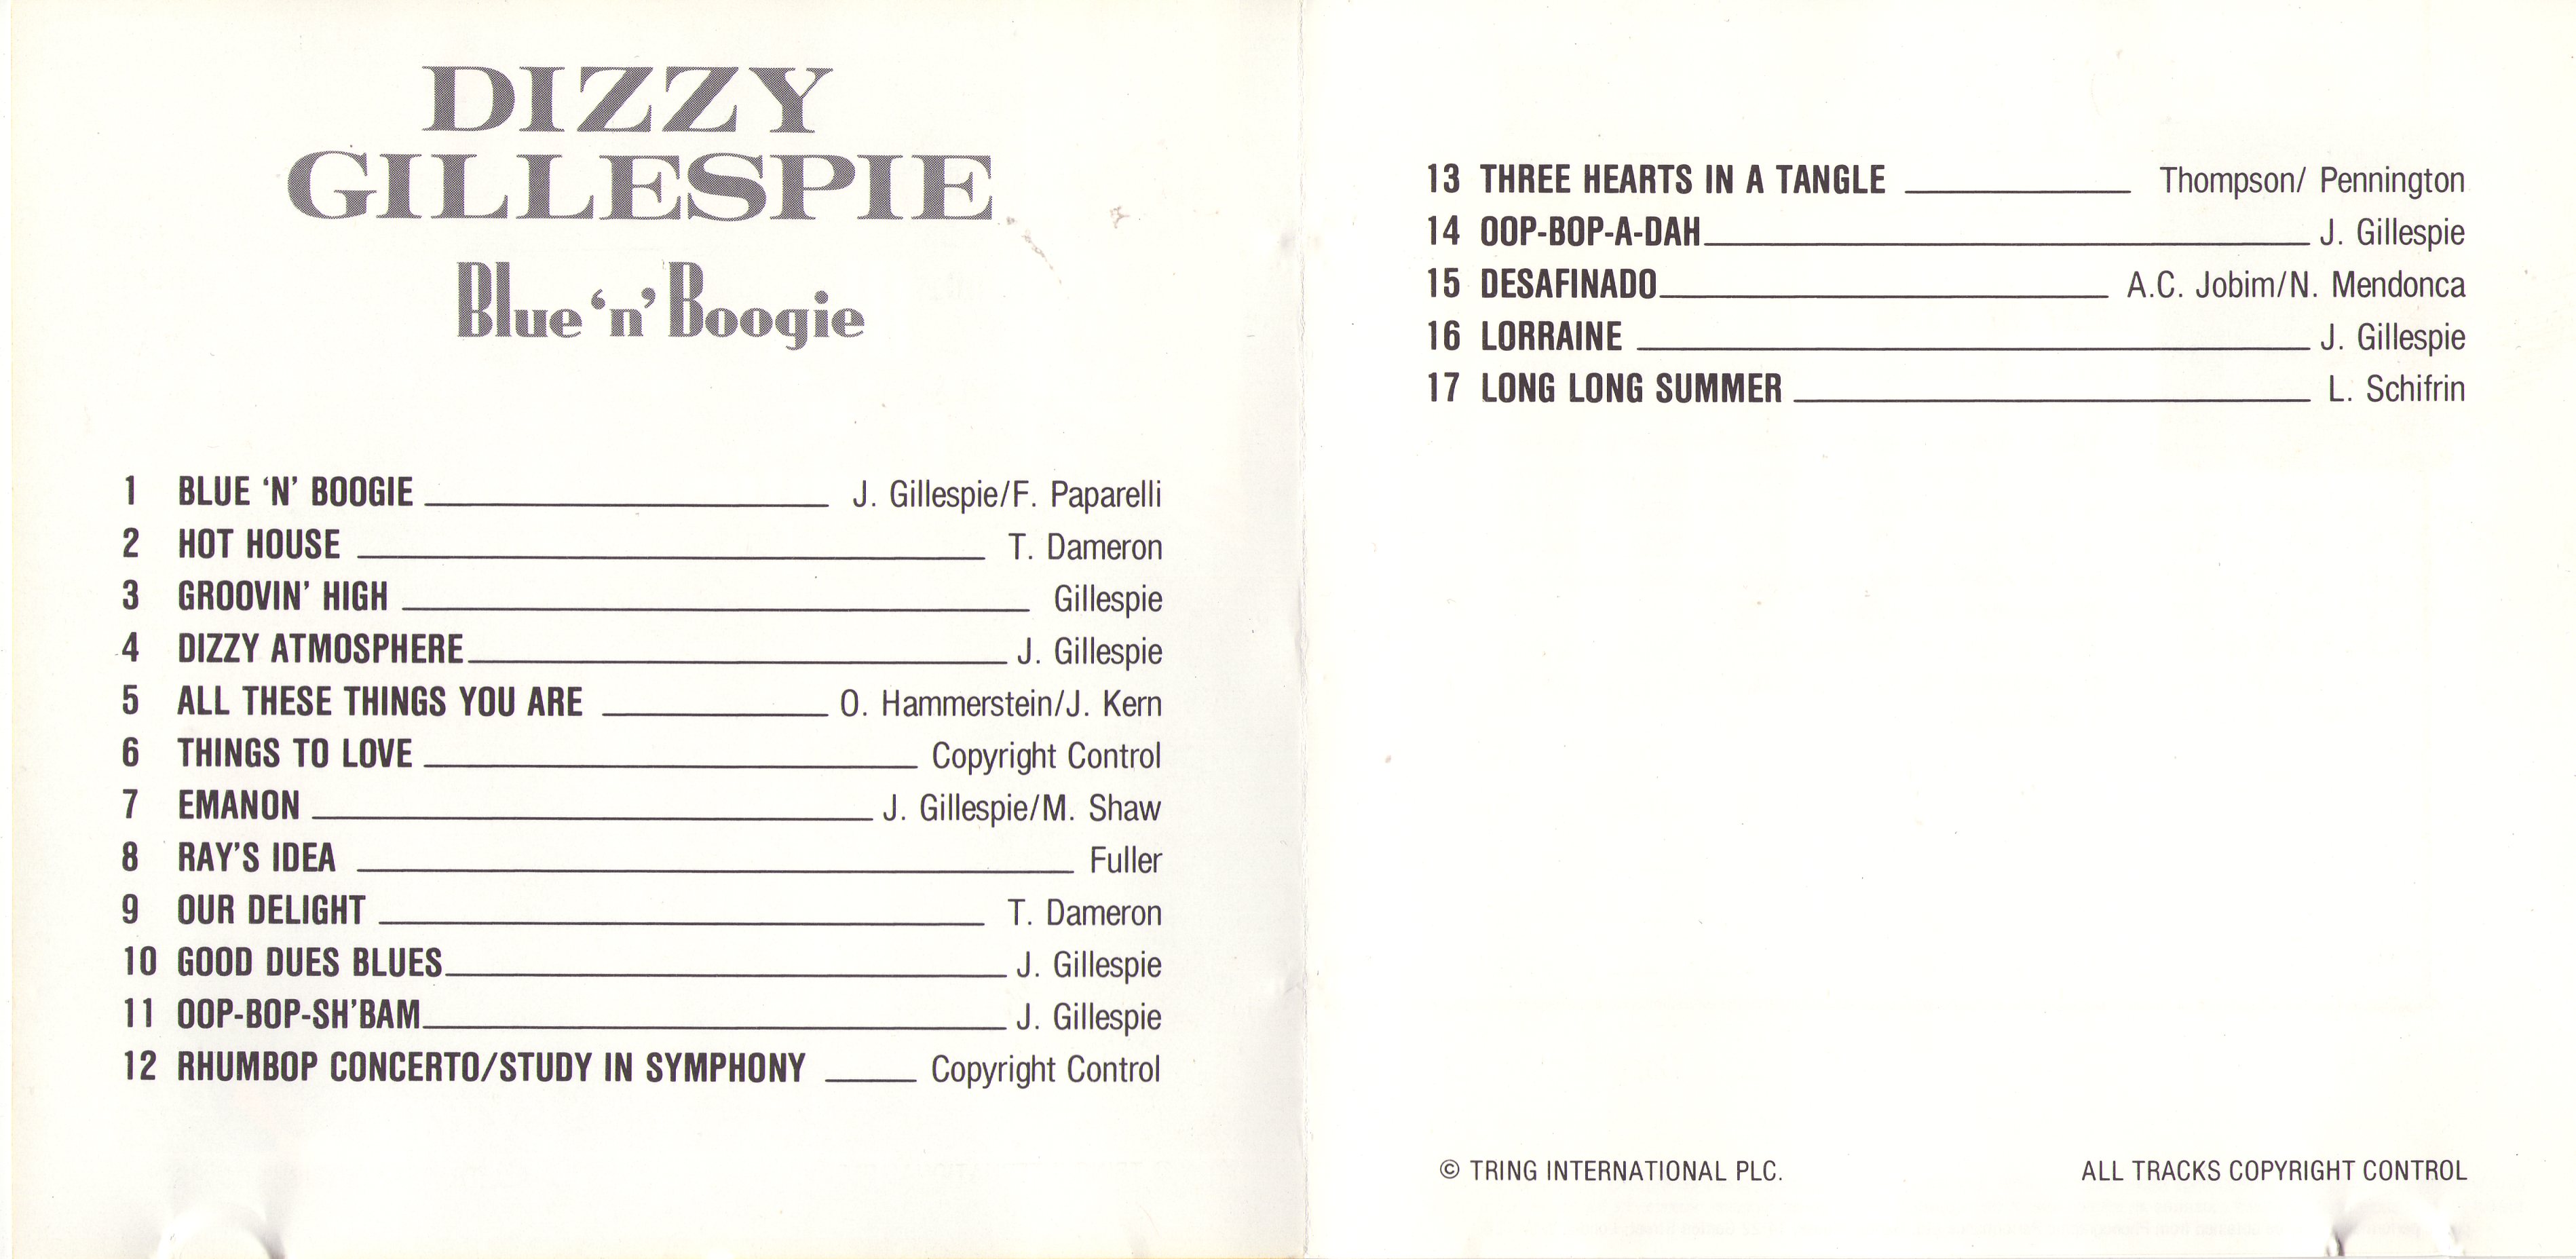 DIZZY
GILLESPIE
Blue 'n' Boogie
1 BLUE 'N' BOOGIE J. Gillespie/F. Paparelli
2 HOT HOUSE T. Dameron
3 GROOVIN' HIGH Gillespie
4 DIZZY ATMOSPHERE J. Gillespie
5 ALL THESE THINGS YOU ARE O. Hammerstein/J. Kern
6 THINGS TO LOVE Copyright Control
7 EMANON J. Gillespie/M. Shaw
8 RAY'S IDEA Fuller
9 OUR DELIGHT T. Dameron
10 GOOD DUES BLUES J. Gillespie
11 OOP-BOP-SH'BAM J. Gillespie
12 RHUMBOP CONCERTO/STUDY IN SYMPHONY Copyright Control
13 THREE HEARTS IN A TANGLE Thompson/ Pennington
14 OOP-BOP-A-DAH J. Gillespie
15 DESAFINADO A.C. Jobim/N. Mendonca
16 LORRAINE J. Gillespie
17 LONG LONG SUMMER L. Schifrin
© TRING INTERNATIONAL PLC. ALL TRACKS COPYRIGHT CONTROL